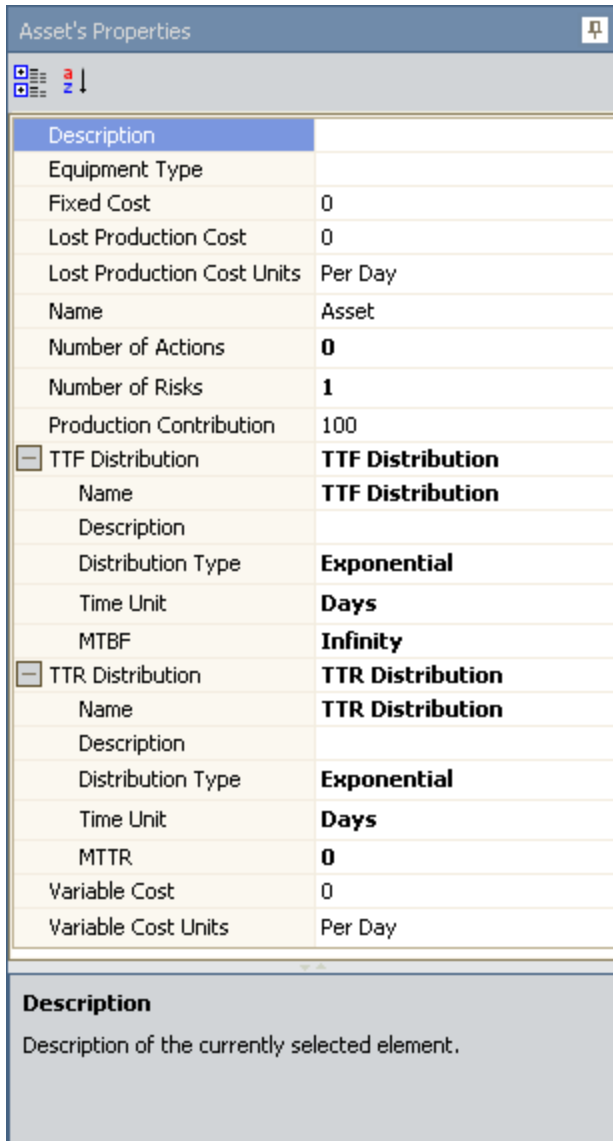 Asset's Properties
a
z
Description
Equipment Type
Fixed Cost 0
Lost Production Cost 0
Lost Production Cost Units Per Day
Name Asset
Number of Actions 0
Number of Risks 1
Production Contribution 100
TTF Distribution TTF Distribution
Name TTF Distribution
Description
Distribution Type Exponential
Time Unit Days
MTBF Infinity
TTR Distribution TTR Distribution
Name TTR Distribution
Description
Distribution Type Exponential
Time Unit Days
MTTR 0
Variable Cost 0
Variable Cost Units Per Day
Description
Description of the currently selected element.